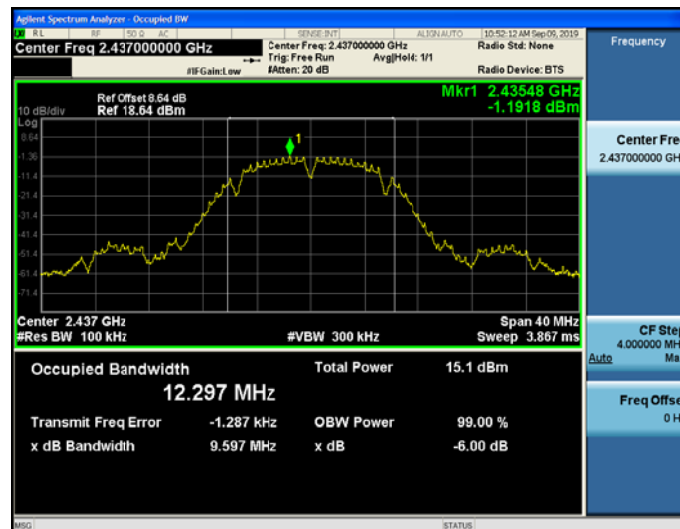 Agilent Spectrum Analyzer - Occupied BW
RL RF 50 Ω AC SENSE:INT ALIGN AUTO 10:52:12 AM Sep 09, 2019
Center Freq 2.437000000 GHz
Center Freq: 2.437000000 GHz
Radio Std: None
Trig: Free Run Avg|Hold: 1/1
#IFGain:Low #Atten: 20 dB Radio Device: BTS
Frequency
Mkr1 2.43548 GHz
-1.1918 dBm
Ref Offset 8.64 dB
10 dB/div Ref 18.64 dBm
Log
8.64
1
-1.36
-11.4
-21.4
-31.4
-41.4
-51.4
-61.4
-71.4
Center 2.437 GHz Span 40 MHz
#Res BW 100 kHz #VBW 300 kHz Sweep 3.867 ms
Occupied Bandwidth Total Power 15.1 dBm
12.297 MHz
Transmit Freq Error -1.287 kHz OBW Power 99.00 %
x dB Bandwidth 9.597 MHz x dB -6.00 dB
Center Fre
2.437000000 GH
CF Step
4.000000 MH
Auto Ma
Freq Offse
0 H
MSG STATUS